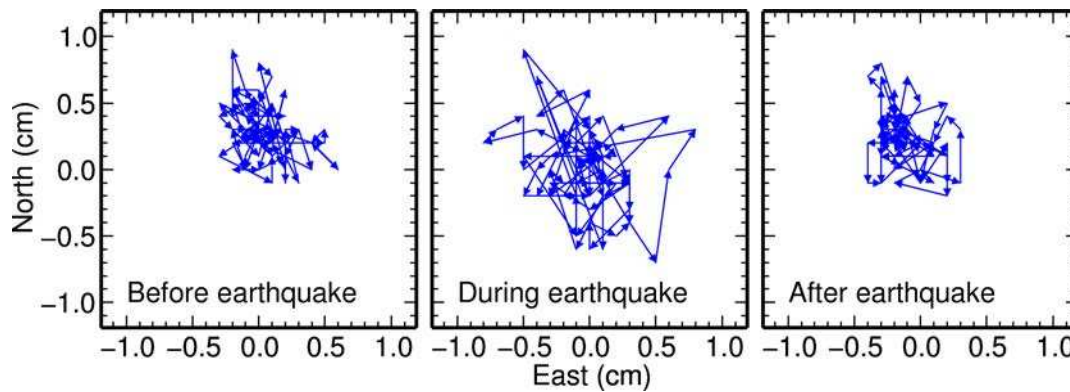 North (cm)
1.0
0.5
0.0
−0.5
−1.0
Before earthquake
During earthquake
After earthquake
−1.0 −0.5 0.0 0.5 1.0 −1.0 −0.5 0.0 0.5 1.0 −1.0 −0.5 0.0 0.5 1.0
East (cm)